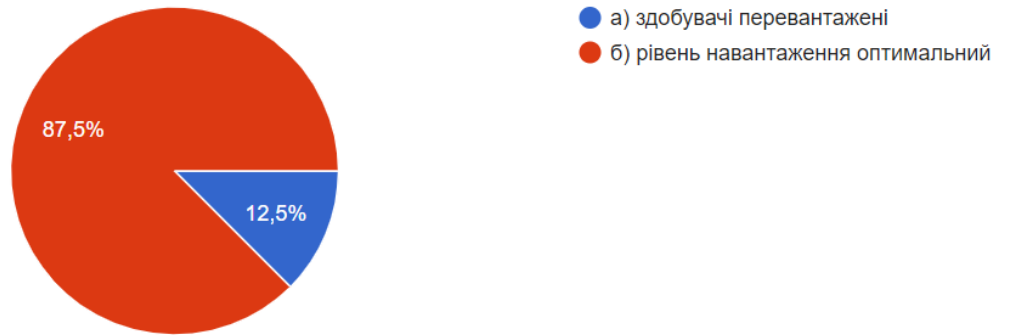 а) здобувачі перевантажені
б) рівень навантаження оптимальний
87,5%
12,5%